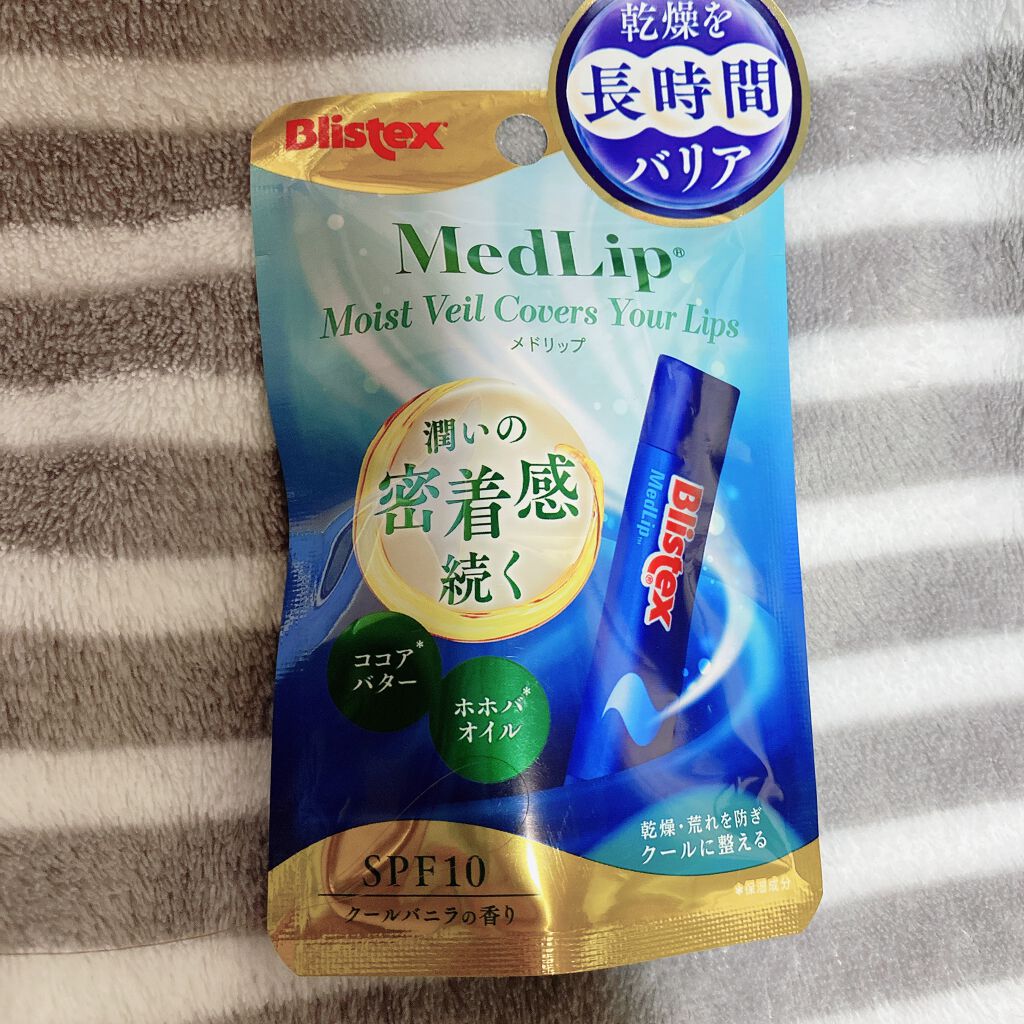 乾燥を
長時間
バリア
Blistex®
MedLip®
Moist Veil Covers Your Lips
メドリップ
潤いの
密着感
続く
Blistex®
MedLip™
ココア*
バター
ホホバ*
オイル
乾燥・荒れを防ぎ
クールに整える
SPF10
クールバニラの香り
*保湿成分